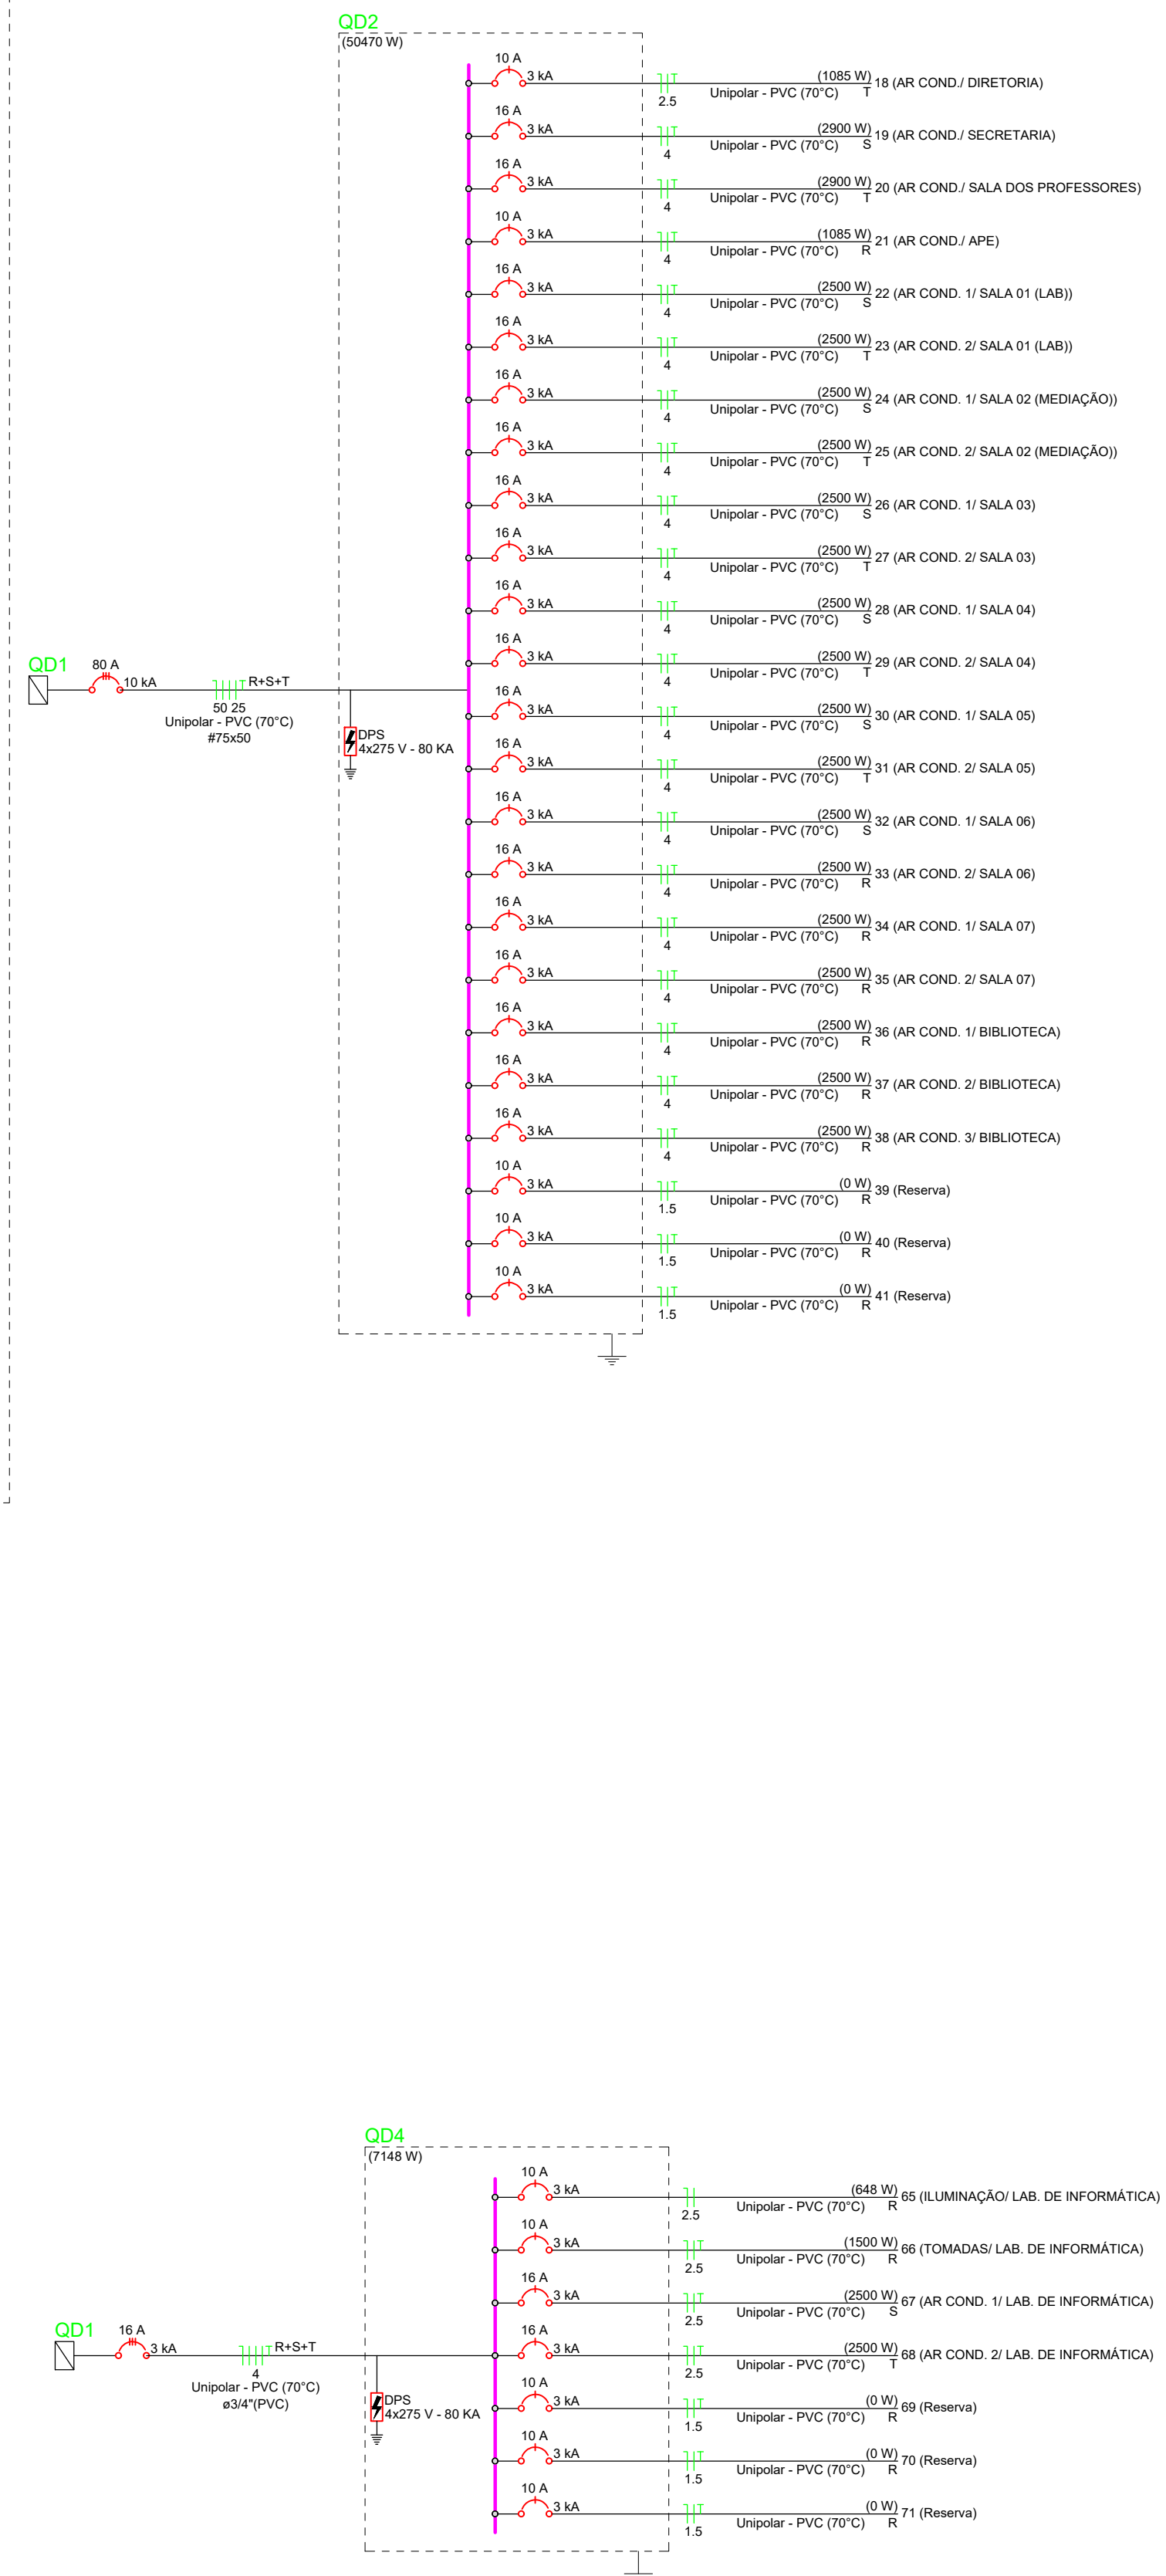 QD2
(50470 W)
10 A
3 kA
2.5
(1085 W)
Unipolar - PVC (70°C) T
18 (AR COND./ DIRETORIA)
16 A
3 kA
4
(2900 W)
Unipolar - PVC (70°C) S
19 (AR COND./ SECRETARIA)
16 A
3 kA
4
(2900 W)
Unipolar - PVC (70°C) T
20 (AR COND./ SALA DOS PROFESSORES)
10 A
3 kA
4
(1085 W)
Unipolar - PVC (70°C) R
21 (AR COND./ APE)
16 A
3 kA
4
(2500 W)
Unipolar - PVC (70°C) S
22 (AR COND. 1/ SALA 01 (LAB))
16 A
3 kA
4
(2500 W)
Unipolar - PVC (70°C) T
23 (AR COND. 2/ SALA 01 (LAB))
16 A
3 kA
4
(2500 W)
Unipolar - PVC (70°C) S
24 (AR COND. 1/ SALA 02 (MEDIAÇÃO))
16 A
3 kA
4
(2500 W)
Unipolar - PVC (70°C) T
25 (AR COND. 2/ SALA 02 (MEDIAÇÃO))
16 A
3 kA
4
(2500 W)
Unipolar - PVC (70°C) S
26 (AR COND. 1/ SALA 03)
16 A
3 kA
4
(2500 W)
Unipolar - PVC (70°C) T
27 (AR COND. 2/ SALA 03)
16 A
3 kA
4
(2500 W)
Unipolar - PVC (70°C) S
28 (AR COND. 1/ SALA 04)
16 A
3 kA
4
(2500 W)
Unipolar - PVC (70°C) T
29 (AR COND. 2/ SALA 04)
QD1
80 A
10 kA
T R+S+T
50 25
Unipolar - PVC (70°C)
#75x50
DPS
4x275 V - 80 KA
16 A
3 kA
4
(2500 W)
Unipolar - PVC (70°C) S
30 (AR COND. 1/ SALA 05)
16 A
3 kA
4
(2500 W)
Unipolar - PVC (70°C) T
31 (AR COND. 2/ SALA 05)
16 A
3 kA
4
(2500 W)
Unipolar - PVC (70°C) S
32 (AR COND. 1/ SALA 06)
16 A
3 kA
4
(2500 W)
Unipolar - PVC (70°C) R
33 (AR COND. 2/ SALA 06)
16 A
3 kA
4
(2500 W)
Unipolar - PVC (70°C) R
34 (AR COND. 1/ SALA 07)
16 A
3 kA
4
(2500 W)
Unipolar - PVC (70°C) R
35 (AR COND. 2/ SALA 07)
16 A
3 kA
4
(2500 W)
Unipolar - PVC (70°C) R
36 (AR COND. 1/ BIBLIOTECA)
16 A
3 kA
4
(2500 W)
Unipolar - PVC (70°C) R
37 (AR COND. 2/ BIBLIOTECA)
16 A
3 kA
4
(2500 W)
Unipolar - PVC (70°C) R
38 (AR COND. 3/ BIBLIOTECA)
10 A
3 kA
1.5
(0 W)
Unipolar - PVC (70°C) R
39 (Reserva)
10 A
3 kA
1.5
(0 W)
Unipolar - PVC (70°C) R
40 (Reserva)
10 A
3 kA
1.5
(0 W)
Unipolar - PVC (70°C) R
41 (Reserva)
QD4
(7148 W)
10 A
3 kA
2.5
(648 W)
Unipolar - PVC (70°C) R
65 (ILUMINAÇÃO/ LAB. DE INFORMÁTICA)
10 A
3 kA
2.5
(1500 W)
Unipolar - PVC (70°C) R
66 (TOMADAS/ LAB. DE INFORMÁTICA)
16 A
3 kA
2.5
(2500 W)
Unipolar - PVC (70°C) S
67 (AR COND. 1/ LAB. DE INFORMÁTICA)
QD1
16 A
3 kA
T R+S+T
4
Unipolar - PVC (70°C)
ø3/4"(PVC)
DPS
4x275 V - 80 KA
16 A
3 kA
2.5
(2500 W)
Unipolar - PVC (70°C) T
68 (AR COND. 2/ LAB. DE INFORMÁTICA)
10 A
3 kA
1.5
(0 W)
Unipolar - PVC (70°C) R
69 (Reserva)
10 A
3 kA
1.5
(0 W)
Unipolar - PVC (70°C) R
70 (Reserva)
10 A
3 kA
1.5
(0 W)
Unipolar - PVC (70°C) R
71 (Reserva)